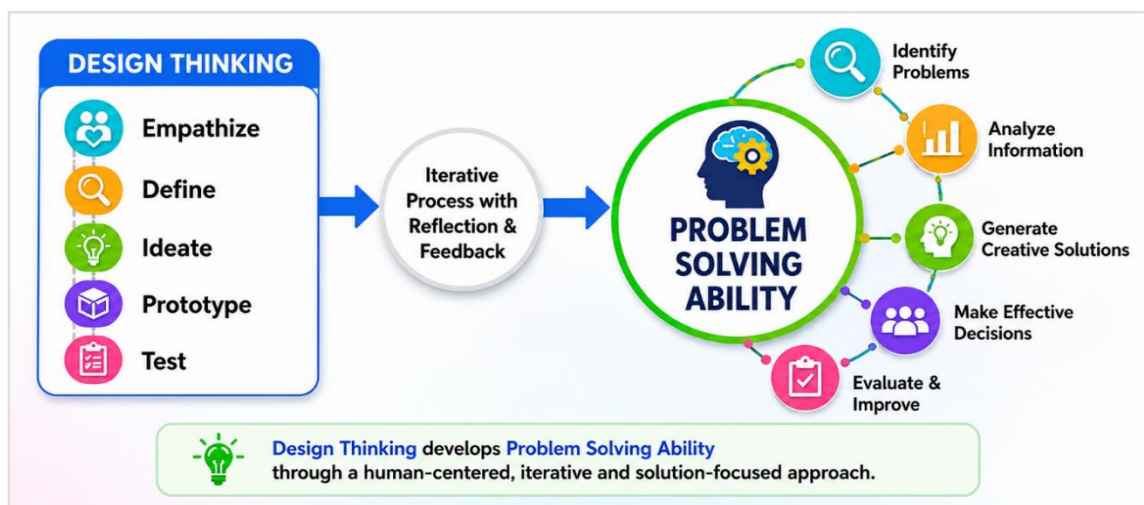 DESIGN THINKING
Empathize
Define
Ideate
Prototype
Test
Iterative
Process with
Reflection &
Feedback
PROBLEM
SOLVING
ABILITY
Identify
Problems
Analyze
Information
Generate
Creative Solutions
Make Effective
Decisions
Evaluate &
Improve
Design Thinking develops Problem Solving Ability
through a human-centered, iterative and solution-focused approach.